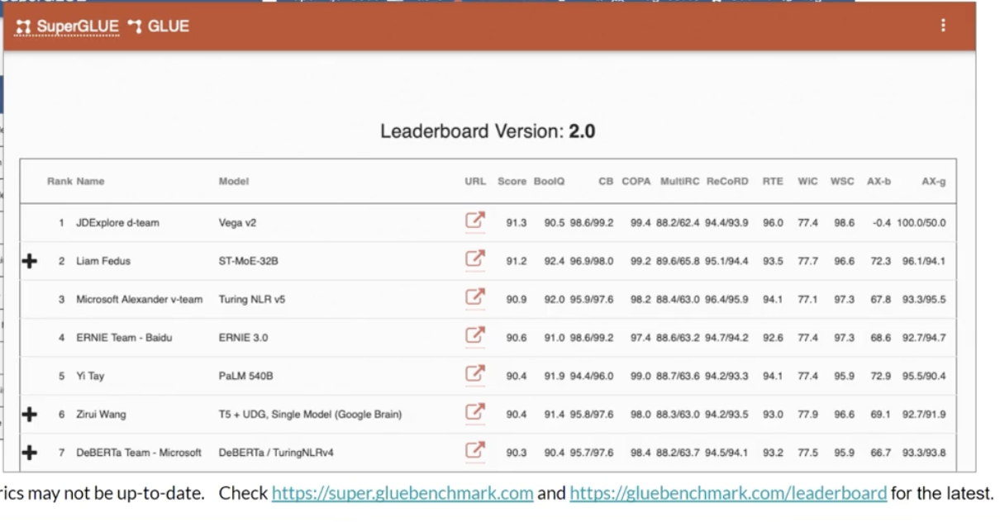 SuperGLUE GLUE
Leaderboard Version: 2.0
Rank Name Model URL Score BoolQ CB COPA MultiRC ReCoRD RTE WiC WSC AX-b AX-g
1 JDExplore d-team Vega v2 91.3 90.5 98.6/99.2 99.4 88.2/62.4 94.4/93.9 96.0 77.4 98.6 -0.4 100.0/50.0
2 Liam Fedus ST-MoE-32B 91.2 92.4 96.9/98.0 99.2 89.6/65.8 95.1/94.4 93.5 77.7 96.6 72.3 96.1/94.1
3 Microsoft Alexander v-team Turing NLR v5 90.9 92.0 95.9/97.6 98.2 88.4/63.0 96.4/95.9 94.1 77.1 97.3 67.8 93.3/95.5
4 ERNIE Team - Baidu ERNIE 3.0 90.6 91.0 98.6/99.2 97.4 88.6/63.2 94.7/94.2 92.6 77.4 97.3 68.6 92.7/94.7
5 Yi Tay PaLM 540B 90.4 91.9 94.4/96.0 99.0 88.7/63.6 94.2/93.3 94.1 77.4 95.9 72.9 95.5/90.4
6 Zirui Wang T5 + UDG, Single Model (Google Brain) 90.4 91.4 95.8/97.6 98.0 88.3/63.0 94.2/93.5 93.0 77.9 96.6 69.1 92.7/91.9
7 DeBERTa Team - Microsoft DeBERTa / TuringNLRv4 90.3 90.4 95.7/97.6 98.4 88.2/63.7 94.5/94.1 93.2 77.5 95.9 66.7 93.3/93.8
rics may not be up-to-date. Check https://super.gluebenchmark.com and https://gluebenchmark.com/leaderboard for the latest.